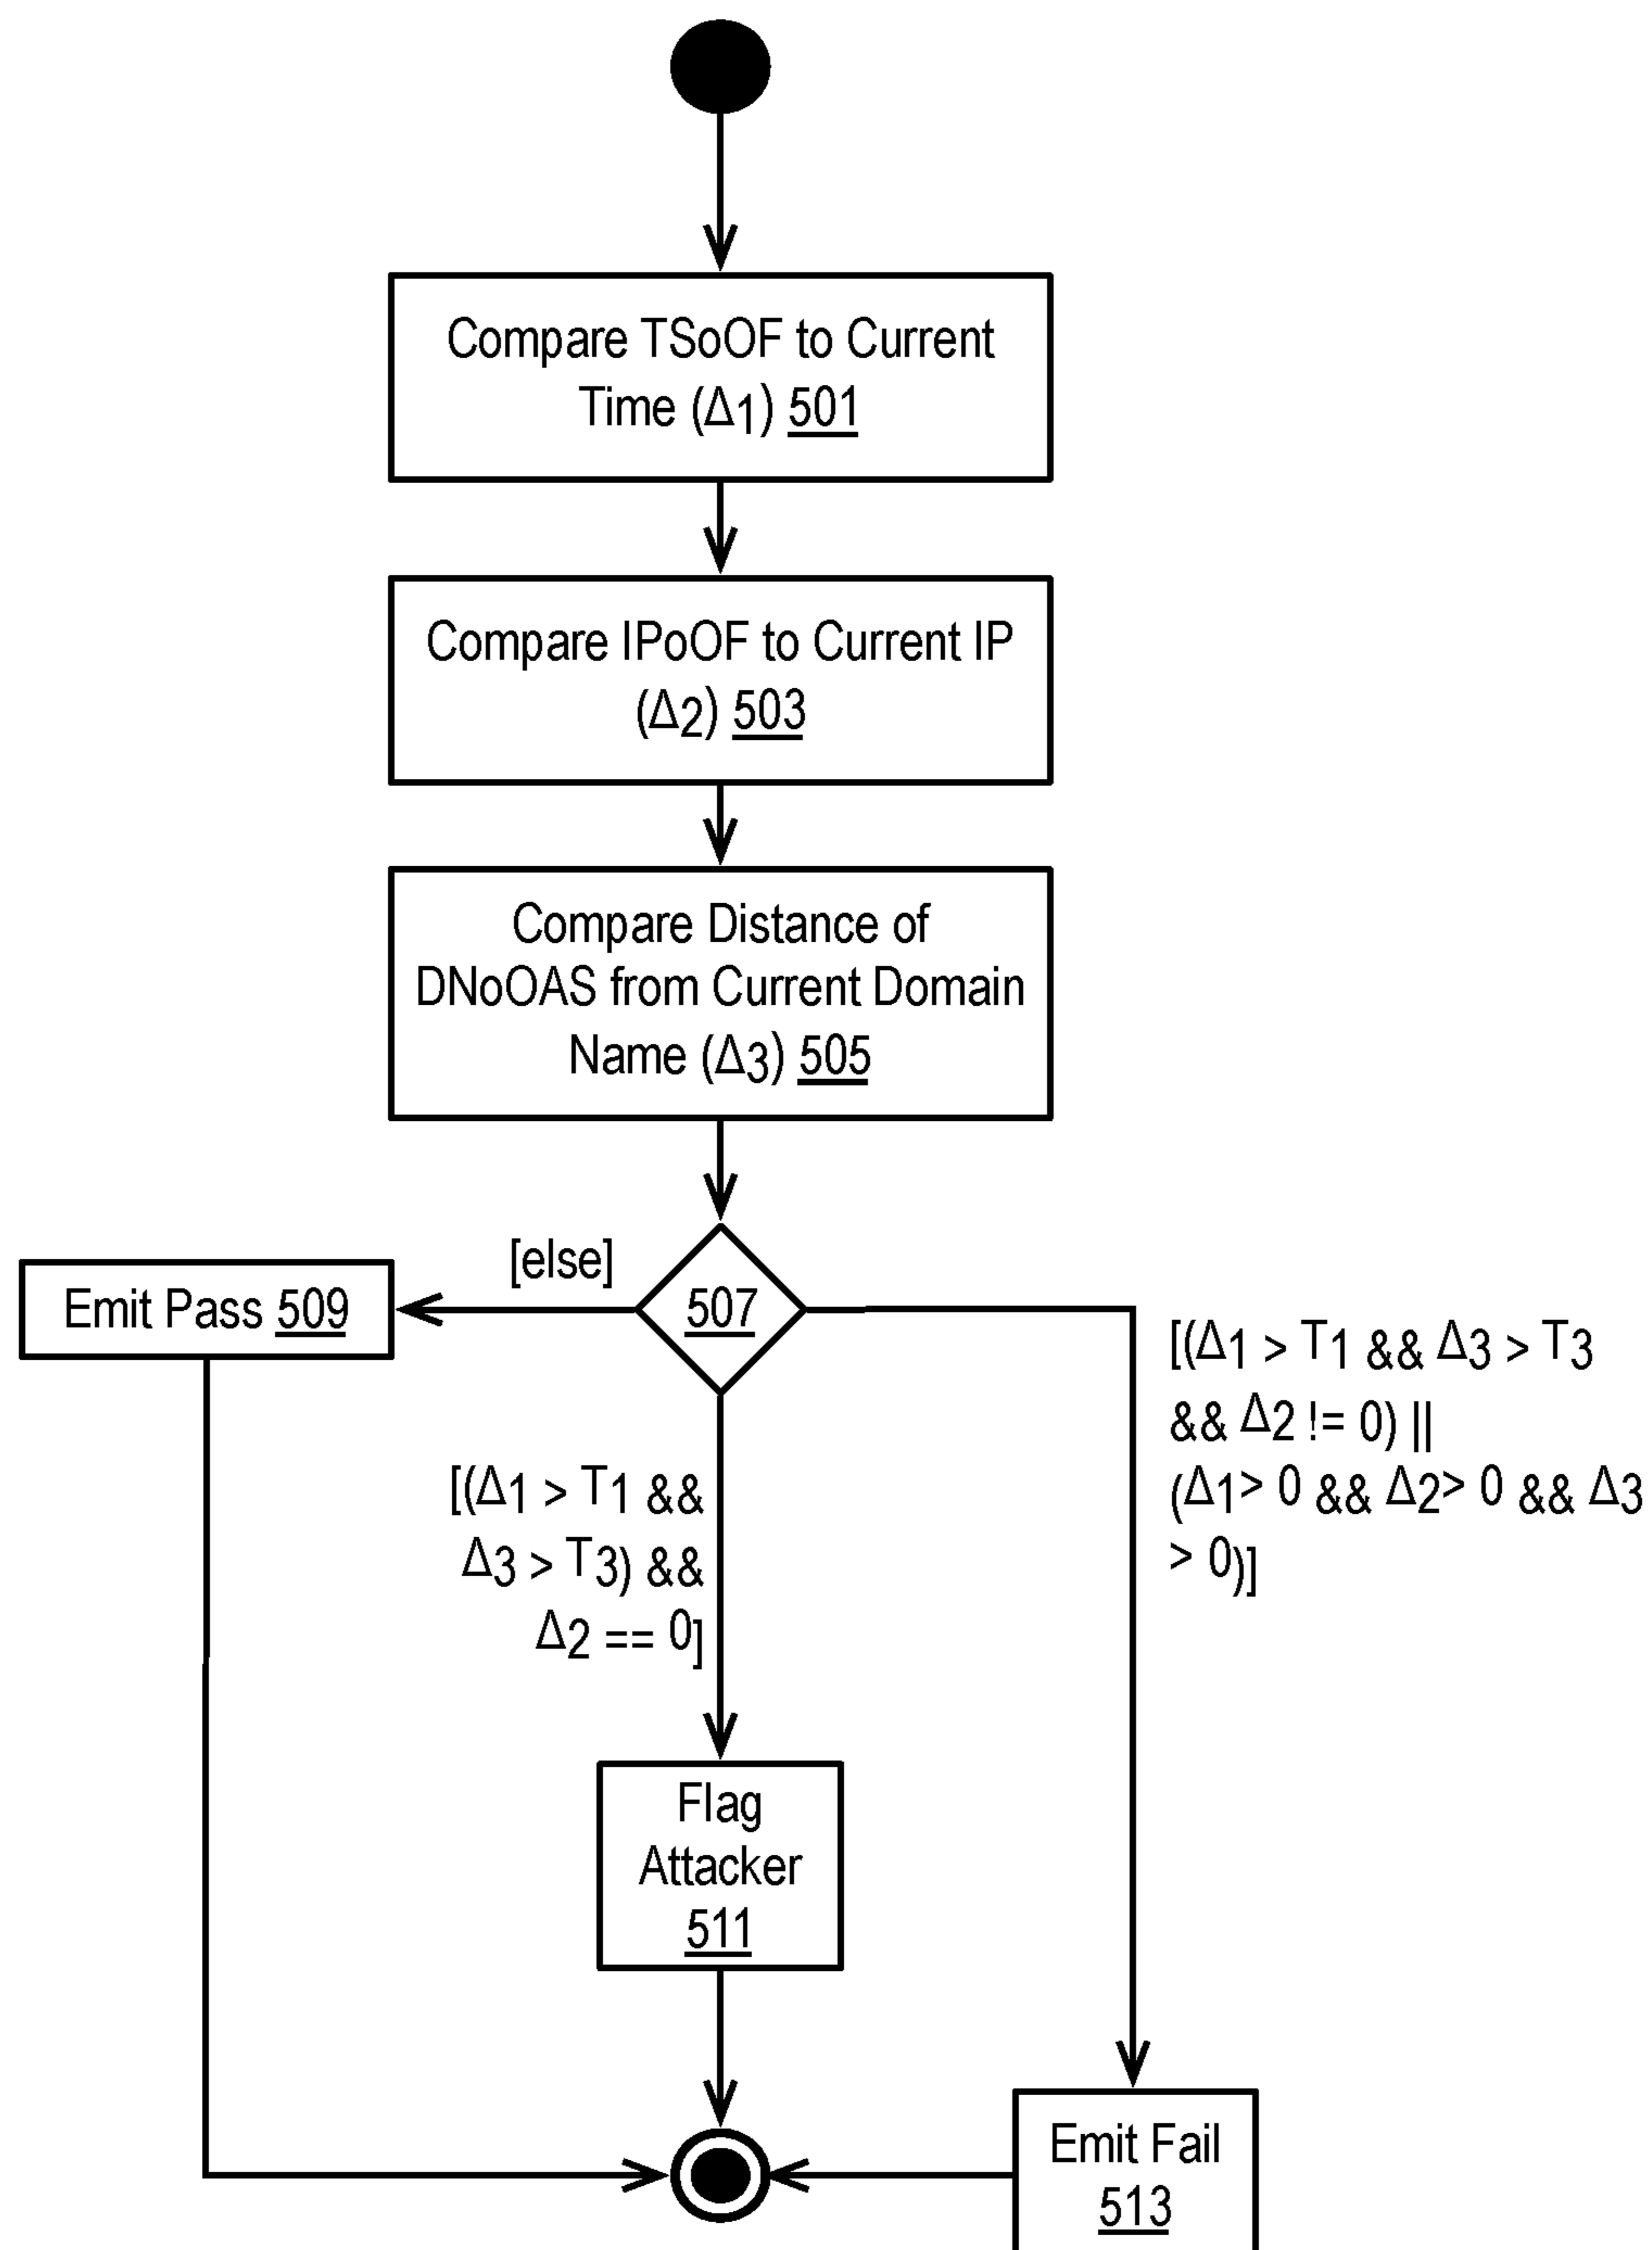 Compare TSoOF to Current
Time (Δ1) 501
Compare IPoOF to Current IP
(Δ2) 503
Compare Distance of
DNoOAS from Current Domain
Name (Δ3) 505
[else]
507
Emit Pass 509
[(Δ1 > T1 && Δ3 > T3
&& Δ2 != 0) ||
(Δ1> 0 && Δ2> 0 && Δ3
> 0)]
[(Δ1 > T1 &&
Δ3 > T3) &&
Δ2 == 0]
Flag
Attacker
511
Emit Fail
513